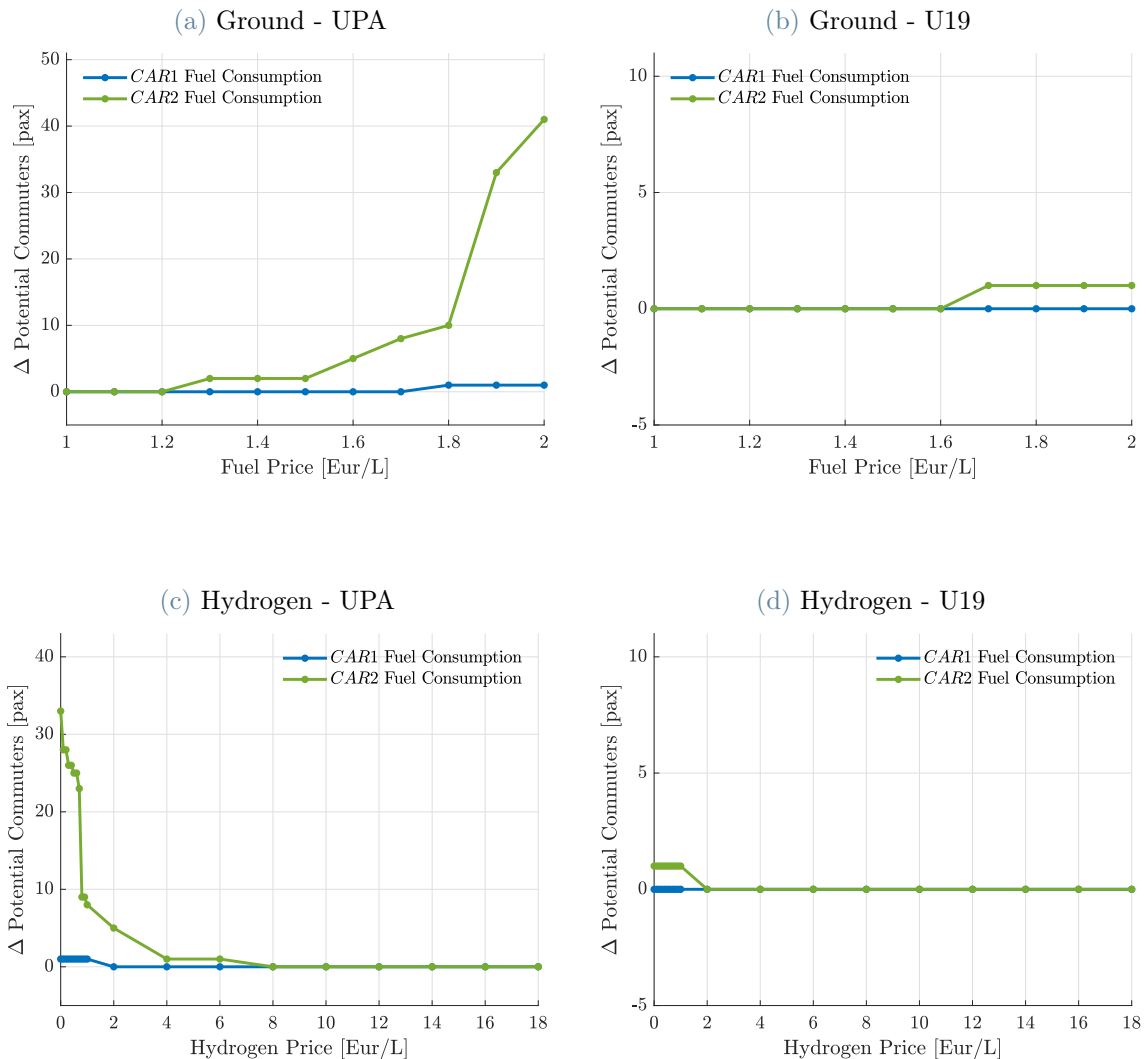 (a) Ground - UPA
50
40
30
20
10
0
Δ Potential Commuters [pax]
CAR1 Fuel Consumption
CAR2 Fuel Consumption
1 1.2 1.4 1.6 1.8 2
Fuel Price [Eur/L]
(b) Ground - U19
10
5
0
-5
Δ Potential Commuters [pax]
CAR1 Fuel Consumption
CAR2 Fuel Consumption
1 1.2 1.4 1.6 1.8 2
Fuel Price [Eur/L]
(c) Hydrogen - UPA
40
30
20
10
0
Δ Potential Commuters [pax]
CAR1 Fuel Consumption
CAR2 Fuel Consumption
0 2 4 6 8 10 12 14 16 18
Hydrogen Price [Eur/L]
(d) Hydrogen - U19
10
5
0
-5
Δ Potential Commuters [pax]
CAR1 Fuel Consumption
CAR2 Fuel Consumption
0 2 4 6 8 10 12 14 16 18
Hydrogen Price [Eur/L]